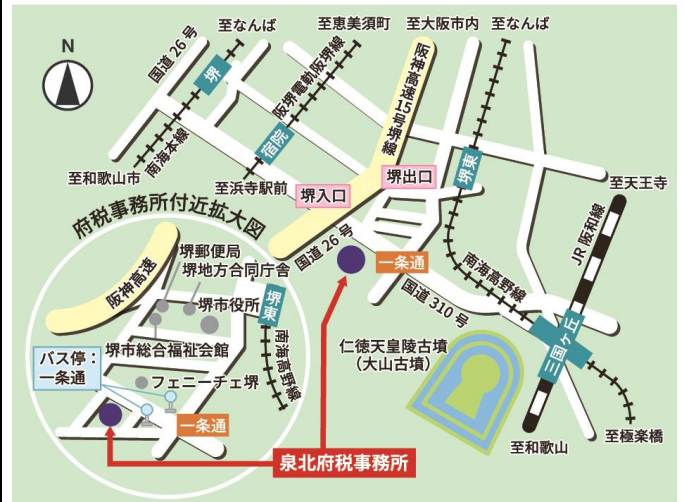 N
至なんば
至恵美須町
至大阪市内
至なんば
国道26号
堺
南海本線
阪堺電軌阪堺線
宿院
阪神高速15号堺線
堺東
至和歌山市
至浜寺駅前
堺入口
堺出口
至天王寺
JR阪和線
府税事務所付近拡大図
国道26号
一条通
南海高野線
国道310号
阪神高速
堺郵便局
堺地方合同庁舎
堺市役所
堺東
南海高野線
堺市総合福祉会館
バス停：
一条通
フェニーチェ堺
一条通
仁徳天皇陵古墳
（大山古墳）
三国ヶ丘
至和歌山
至極楽橋
泉北府税事務所